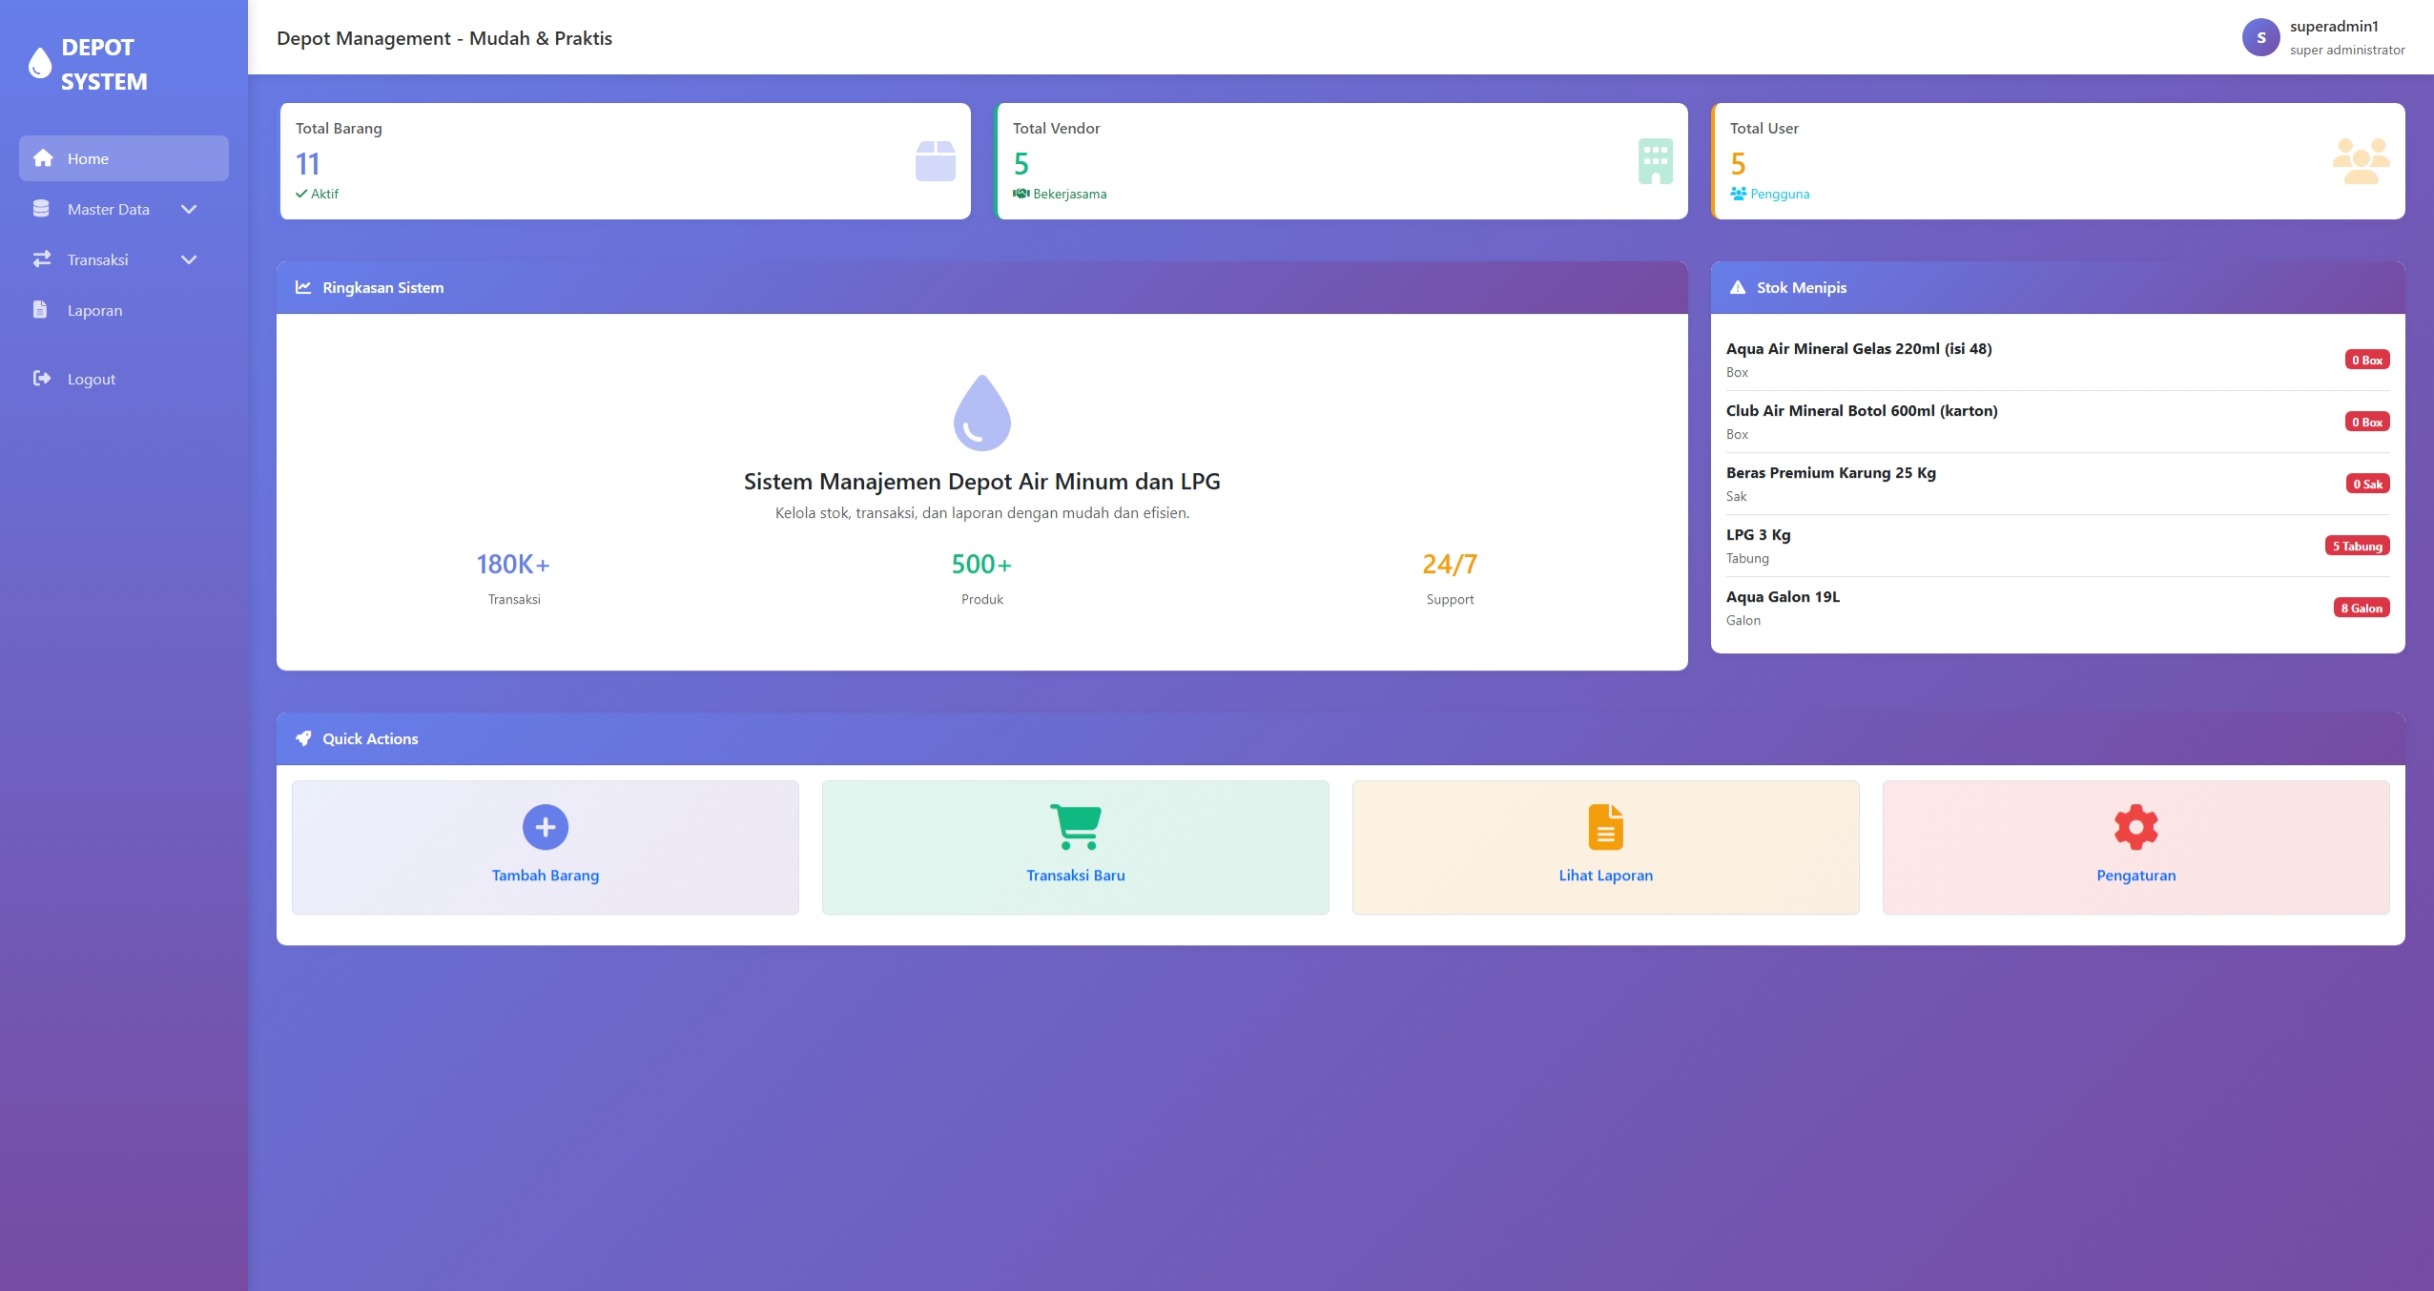 DEPOT
SYSTEM
Home
Master Data
Transaksi
Laporan
Logout
Depot Management - Mudah & Praktis
S
superadmin1
super administrator
Total Barang
11
Aktif
Total Vendor
5
Bekerjasama
Total User
5
Pengguna
Ringkasan Sistem
Sistem Manajemen Depot Air Minum dan LPG
Kelola stok, transaksi, dan laporan dengan mudah dan efisien.
180K+
Transaksi
500+
Produk
24/7
Support
Stok Menipis
Aqua Air Mineral Gelas 220ml (isi 48)
Box
0 Box
Club Air Mineral Botol 600ml (karton)
Box
0 Box
Beras Premium Karung 25 Kg
Sak
0 Sak
LPG 3 Kg
Tabung
5 Tabung
Aqua Galon 19L
Galon
8 Galon
Quick Actions
Tambah Barang
Transaksi Baru
Lihat Laporan
Pengaturan